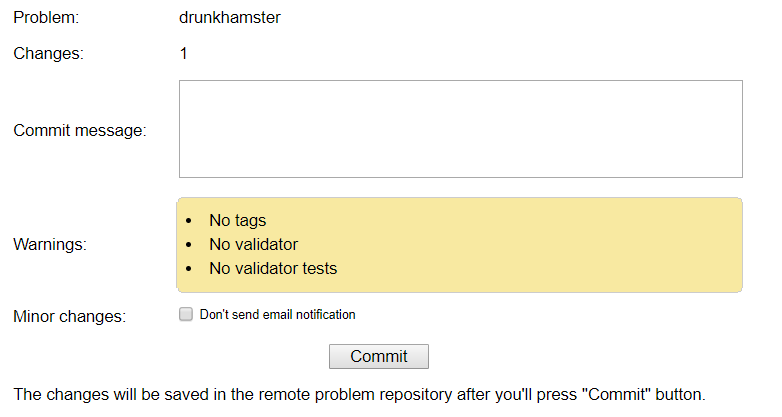 Problem: drunkhamster
Changes: 1
Commit message:
Warnings:
• No tags
• No validator
• No validator tests
Minor changes: Don't send email notification
Commit
The changes will be saved in the remote problem repository after you'll press "Commit" button.